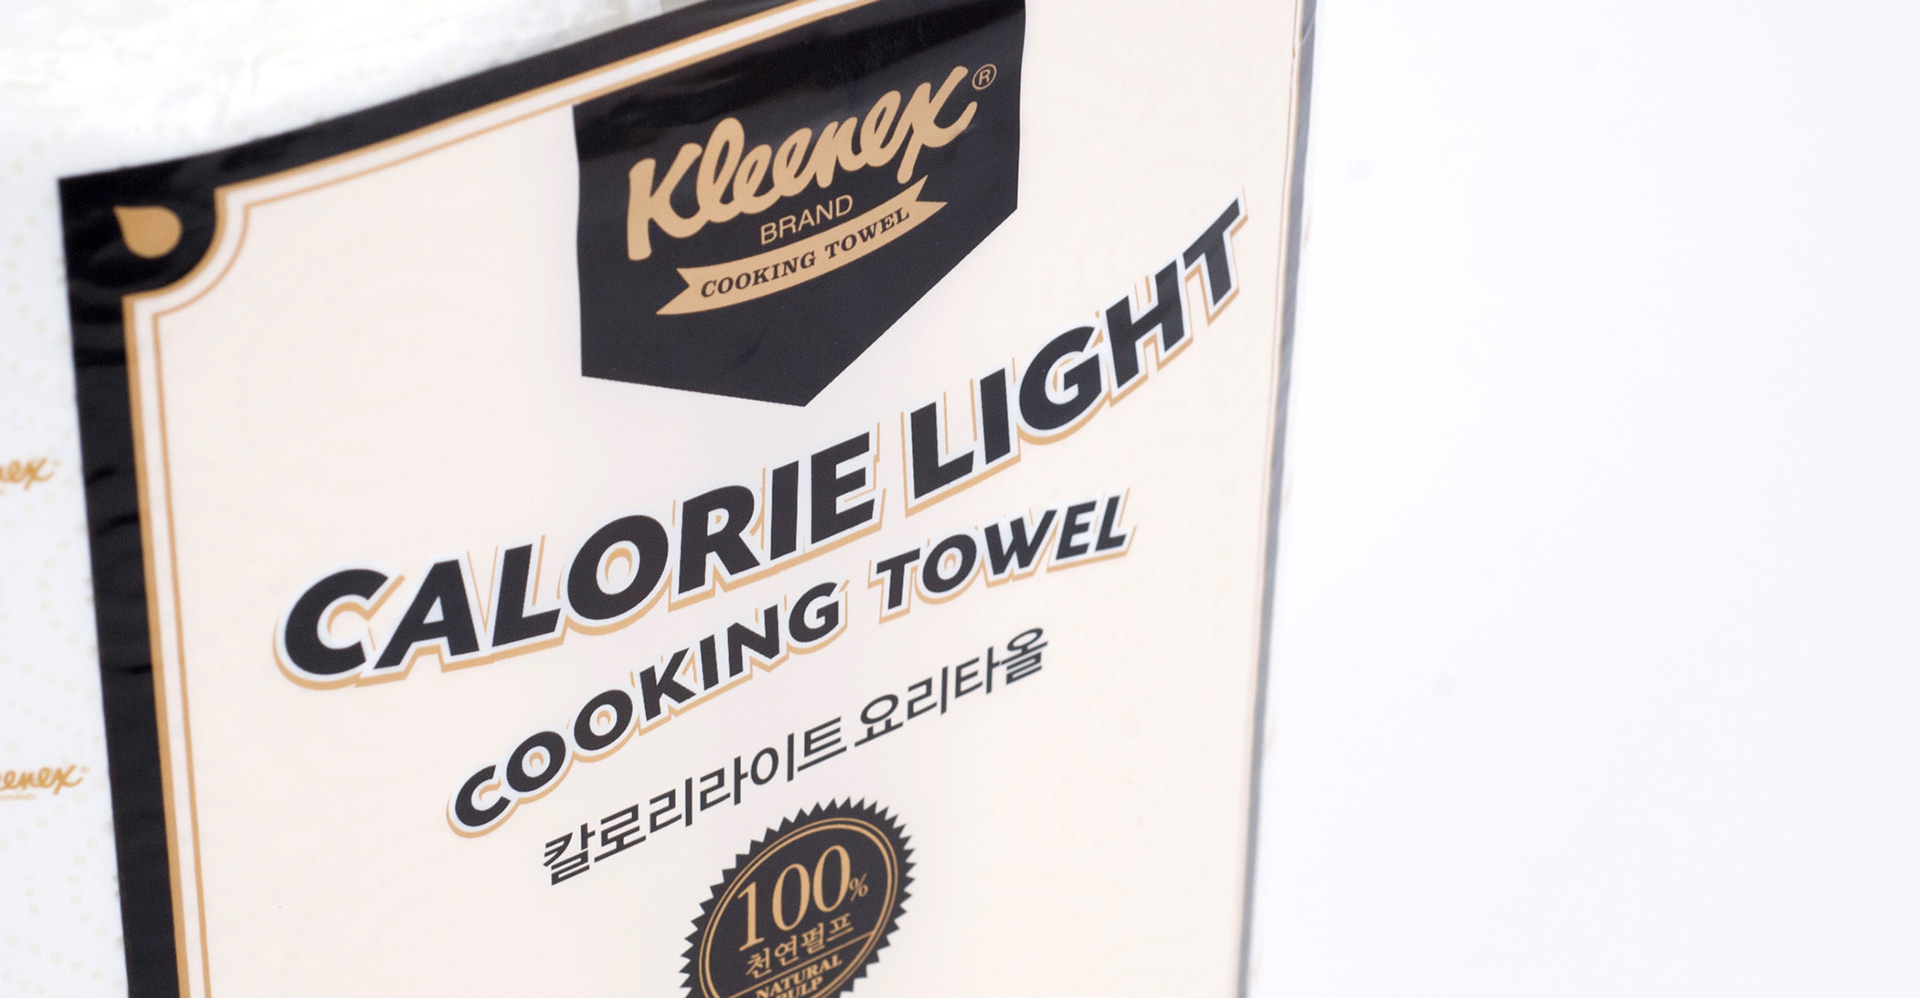 Kleenex®
BRAND
COOKING TOWEL
CALORIE LIGHT
COOKING TOWEL
칼로리라이트 요리타올
100%
천연펄프
NATURAL
PULP